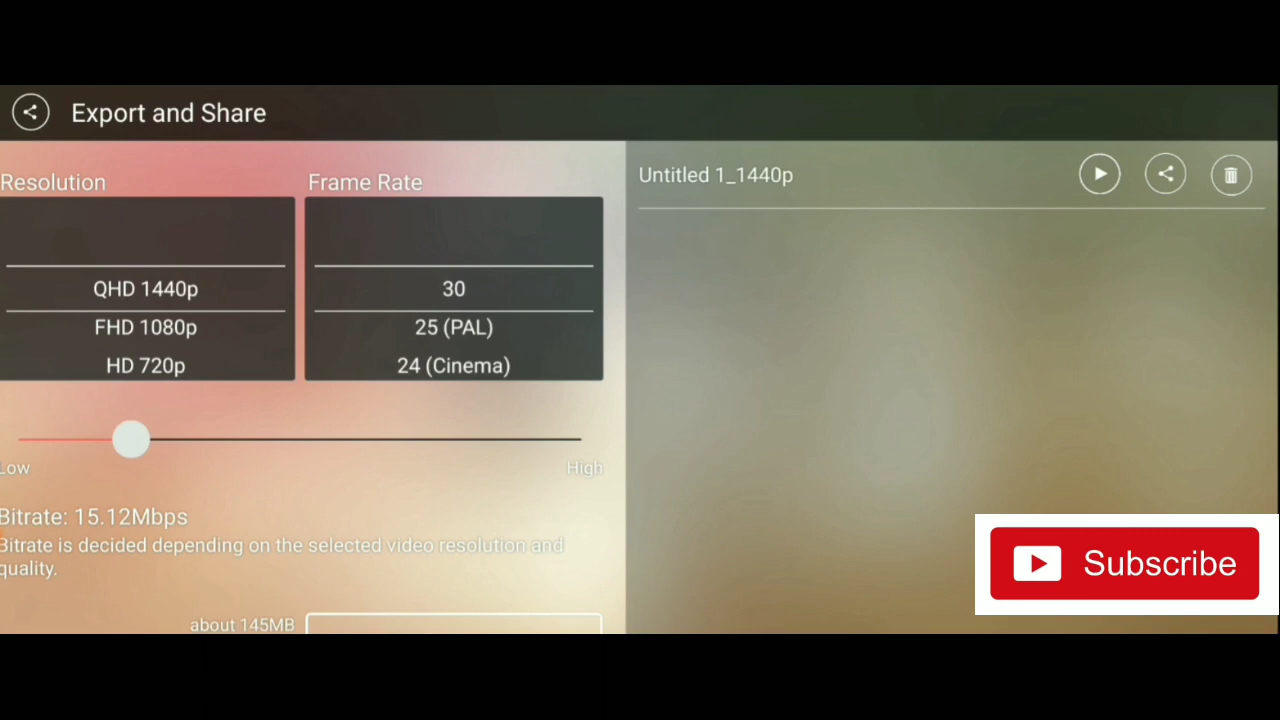 Export and Share
Resolution
Frame Rate
QHD 1440p
FHD 1080p
HD 720p
30
25 (PAL)
24 (Cinema)
Low
High
Bitrate: 15.12Mbps
Bitrate is decided depending on the selected video resolution and
quality.
about 145MB
Untitled 1_1440p
Subscribe